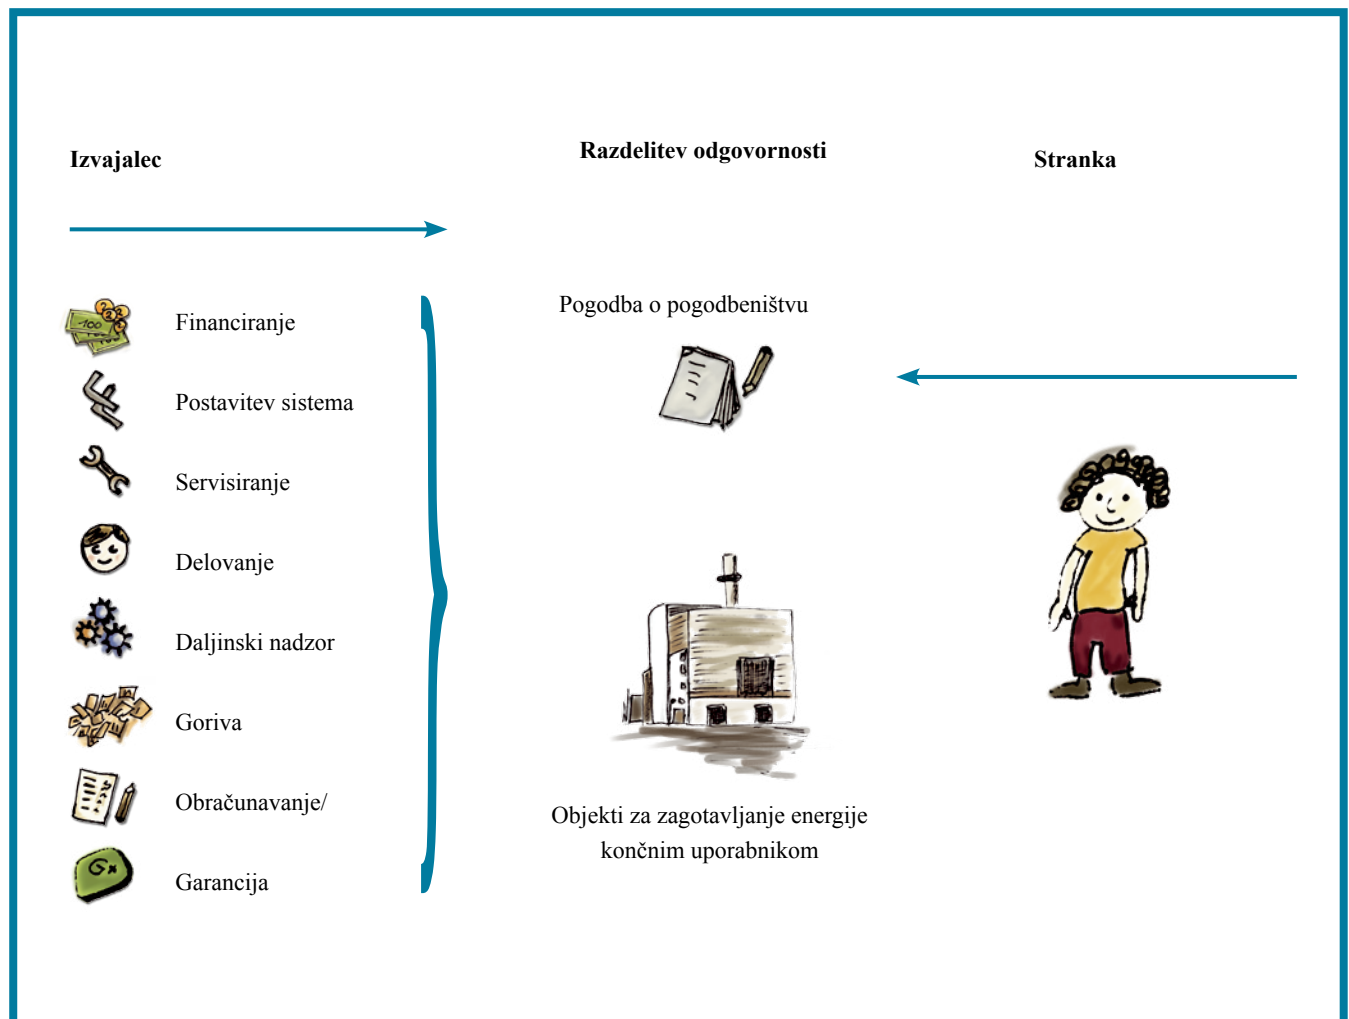 Izvajalec
Razdelitev odgovornosti
Stranka
Financiranje
Postavitev sistema
Servisiranje
Delovanje
Daljinski nadzor
Goriva
Obračunavanje/
Garancija
Pogodba o pogodbeništvu
Objekti za zagotavljanje energije
končnim uporabnikom
100